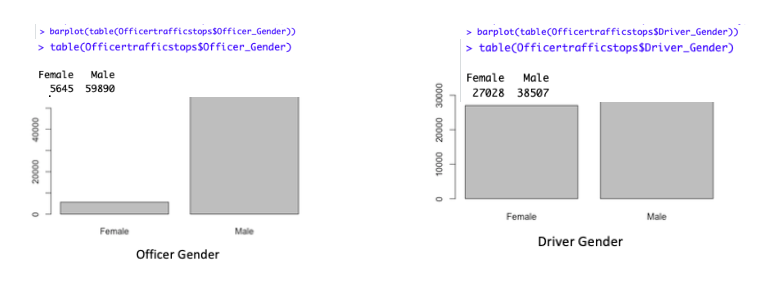 > barplot(table(Officertrafficstops$Officer_Gender))
> table(Officertrafficstops$Officer_Gender)
Female Male
5645 59890
40000
20000
0
Female Male
Officer Gender
> barplot(table(Officertrafficstops$Driver_Gender))
> table(Officertrafficstops$Driver_Gender)
Female Male
27028 38507
30000
20000
10000
0
Female Male
Driver Gender